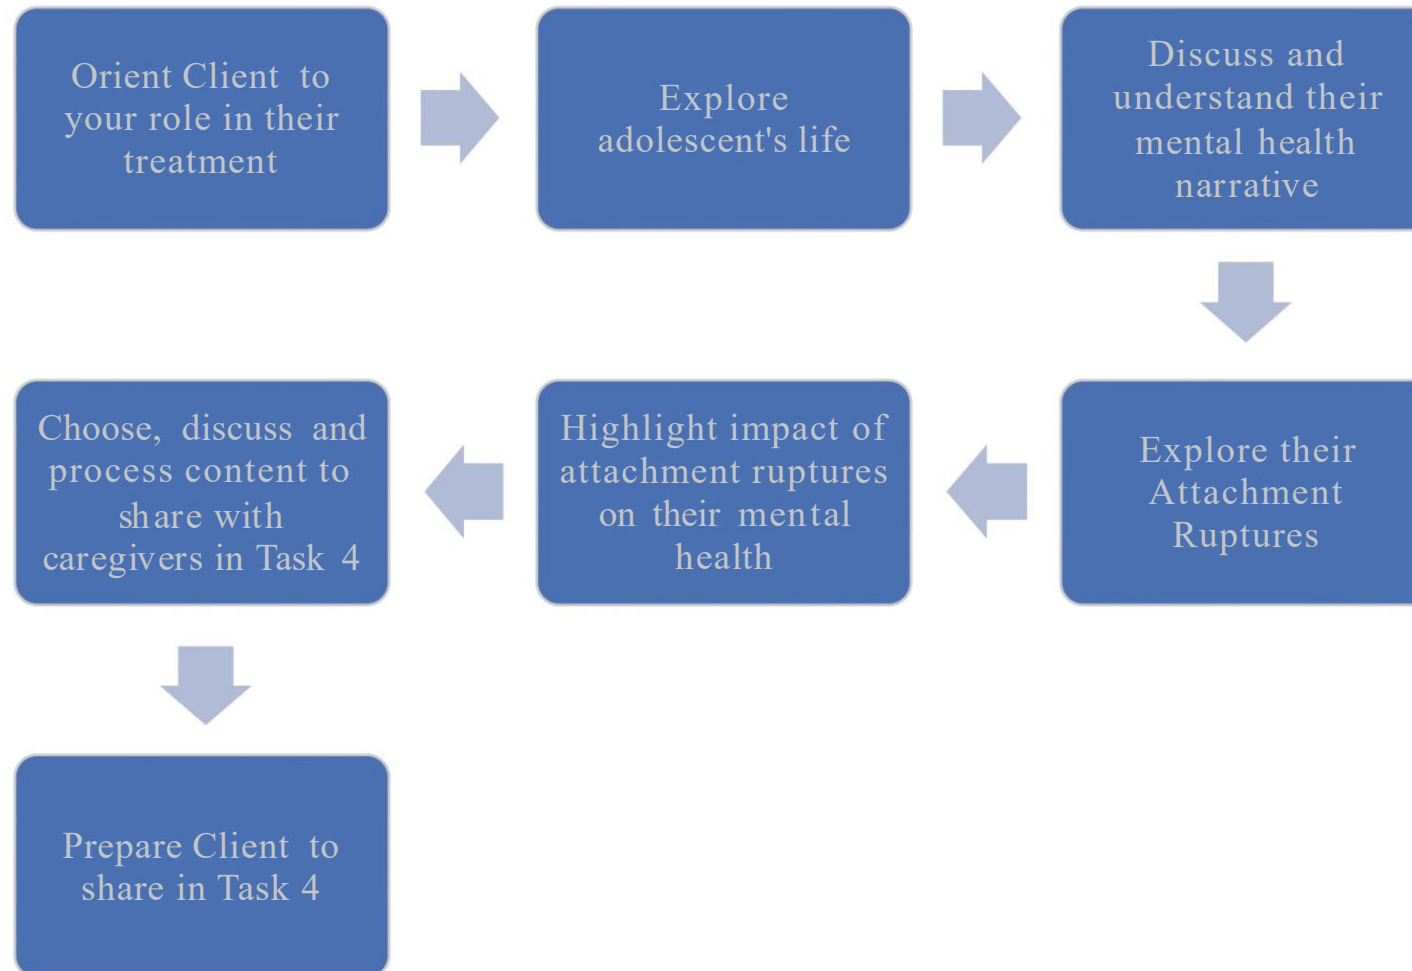 Orient Client to
your role in their
treatment
Explore
adolescent's life
Discuss and
understand their
mental health
narrative
Explore their
Attachment
Ruptures
Highlight impact of
attachment ruptures
on their mental
health
Choose, discuss and
process content to
share with
caregivers in Task 4
Prepare Client to
share in Task 4